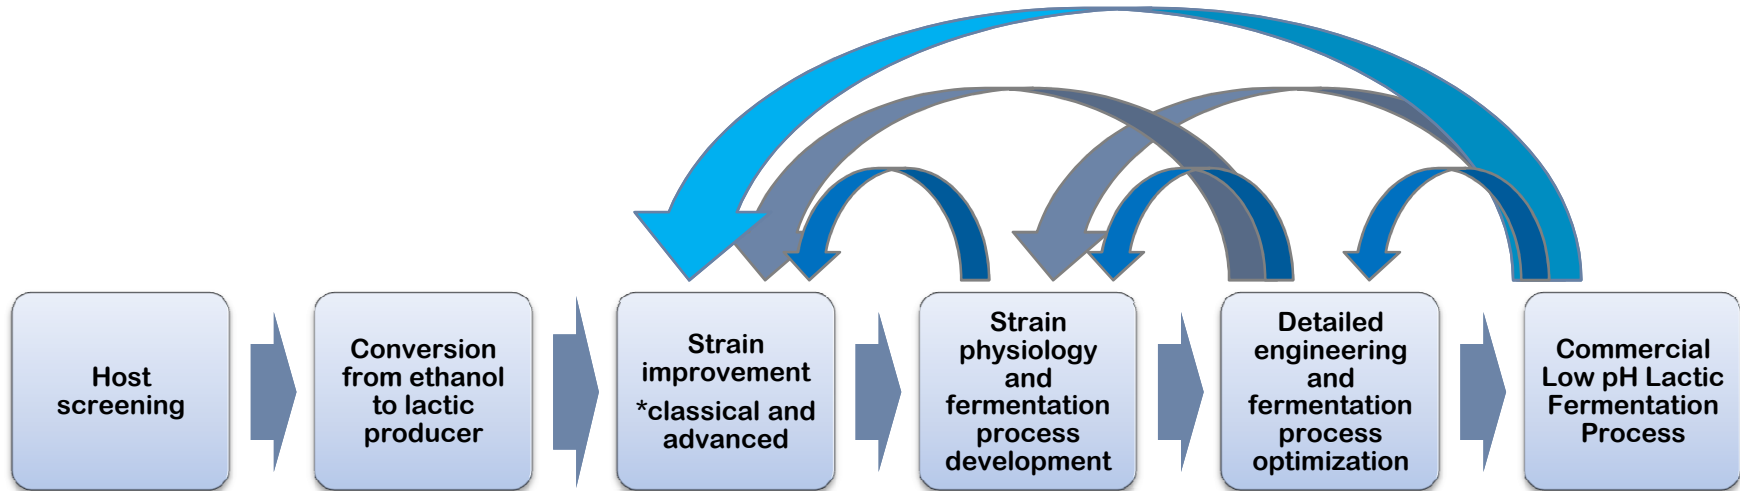 Host
screening
Conversion
from ethanol
to lactic
producer
Strain
improvement
*classical and
advanced
Strain
physiology
and
fermentation
process
development
Detailed
engineering
and
fermentation
process
optimization
Commercial
Low pH Lactic
Fermentation
Process